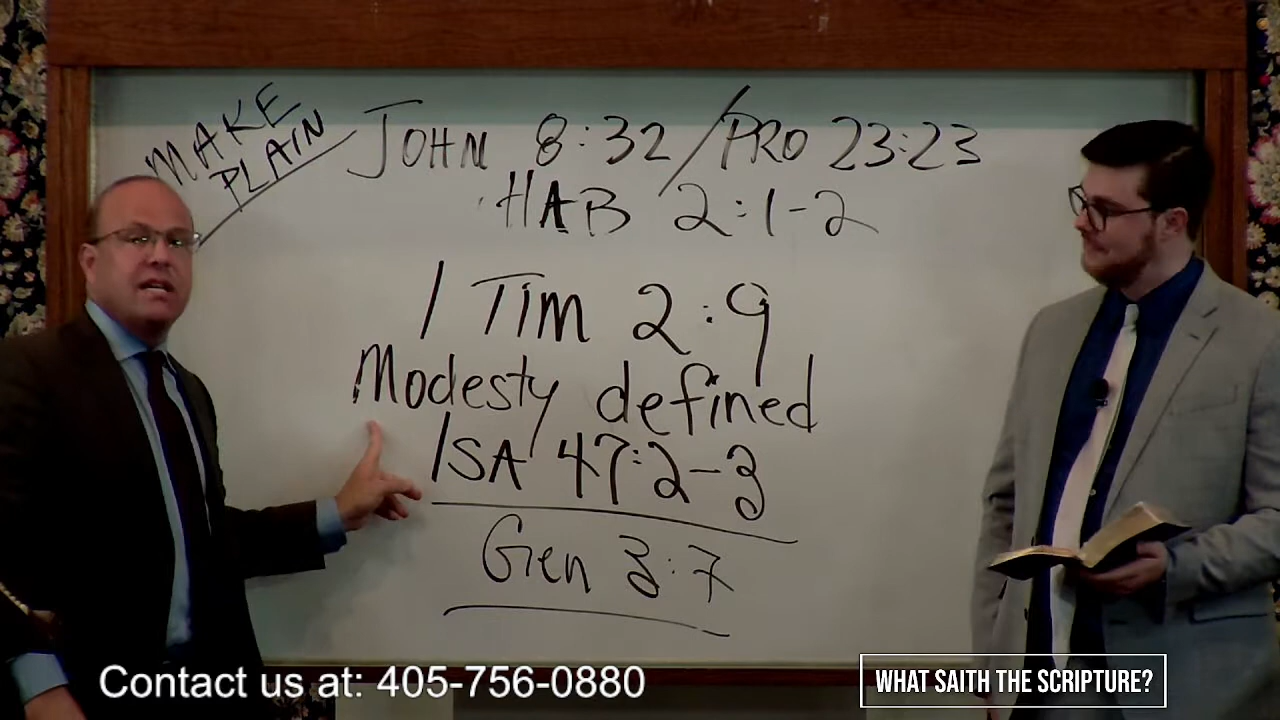 MAKE
PLAIN
JOHN 8:32/PRO 23:23
HAB 2:1-2
1 Tim 2:9
Modesty defined
ISA 47:2-3
Gen 3:7
Contact us at: 405-756-0880
WHAT SAITH THE SCRIPTURE?